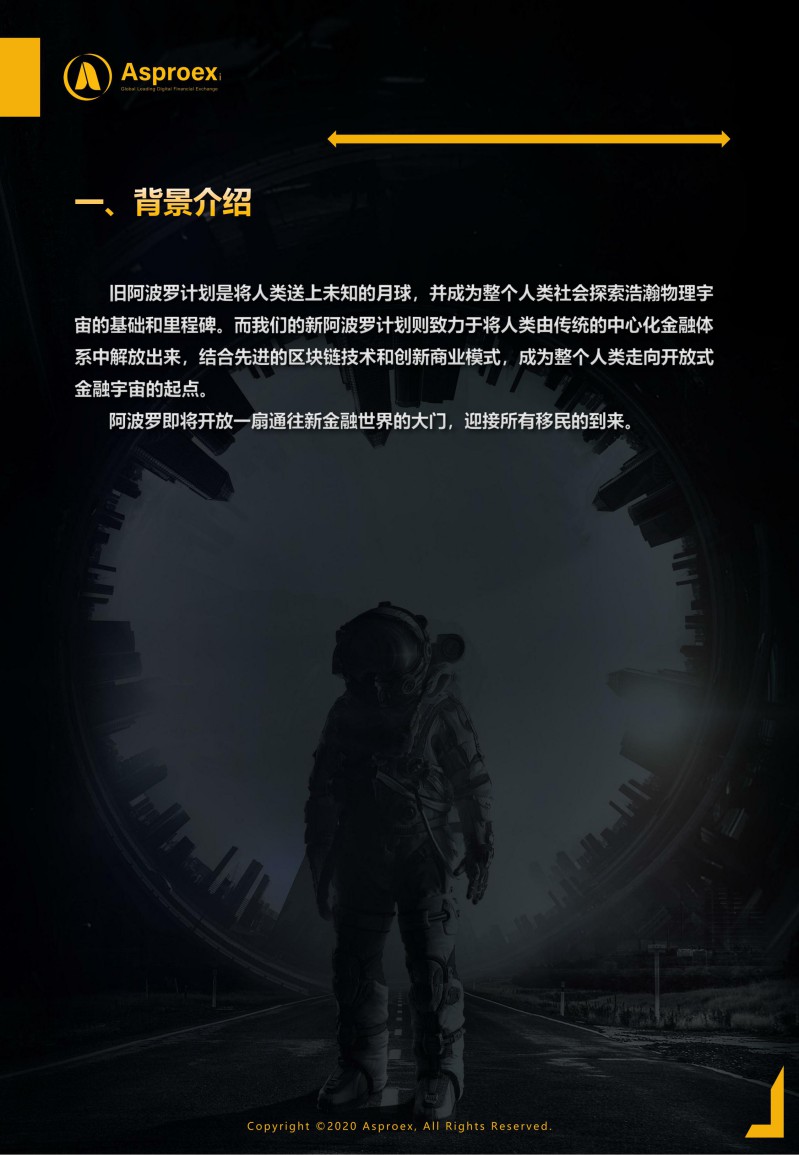 Asproex
Global Leading Digital Financial Exchange
一、背景介绍
旧阿波罗计划是将人类送上未知的月球，并成为整个人类社会探索浩瀚物理宇
宙的基础和里程碑。而我们的新阿波罗计划则致力于将人类由传统的中心化金融体
系中解放出来，结合先进的区块链技术和创新商业模式，成为整个人类走向开放式
金融宇宙的起点。
阿波罗即将开放一扇通往新金融世界的大门，迎接所有移民的到来。
Copyright ©2020 Asproex, All Rights Reserved.